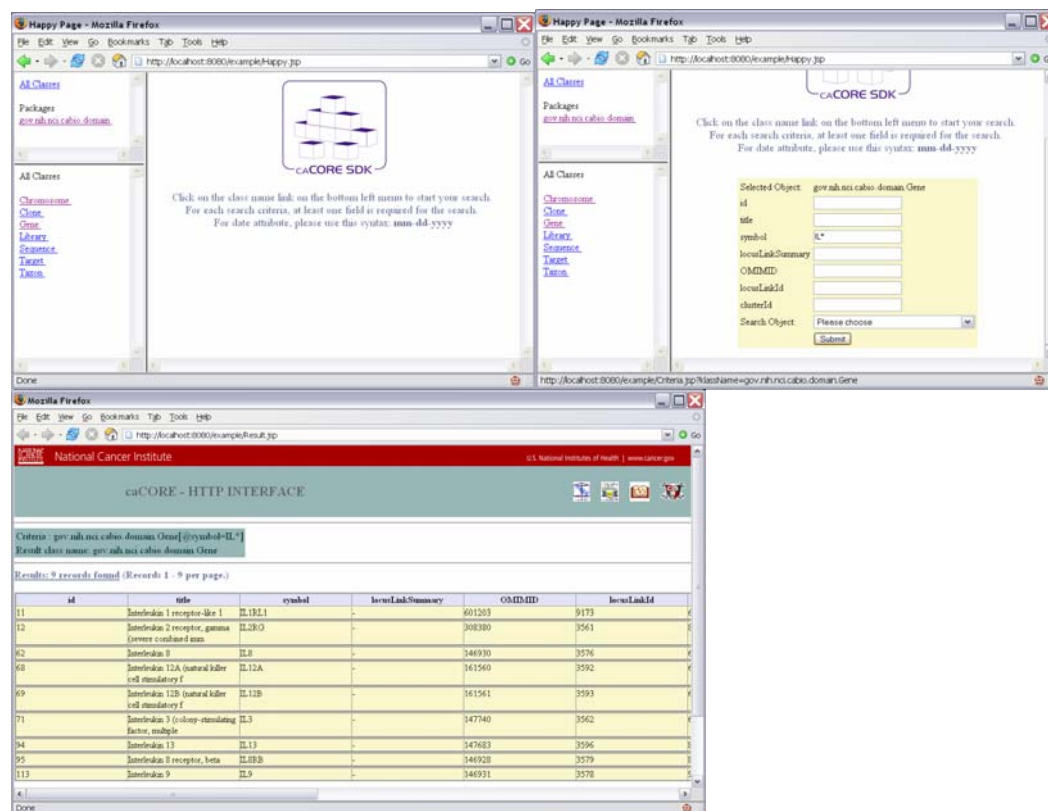 Happy Page - Mozilla Firefox
File Edit View Go Bookmarks Tab Tools Help
http://localhost:8080/example/Happy.jsp
Go
All Classes
Packages
gov.nih.nci.cabio.domain
All Classes
Chromosome
Clone
Gene
Library
Sequence
Target
Taxon
caCORE SDK
Click on the class name link on the bottom left menu to start your search.
For each search criteria, at least one field is required for the search.
For date attribute, please use this syntax: mm-dd-yyyy
Done
Happy Page - Mozilla Firefox
File Edit View Go Bookmarks Tab Tools Help
http://localhost:8080/example/Happy.jsp
G
All Classes
Packages
gov.nih.nci.cabio.domain
All Classes
Chromosome
Clone
Gene
Library
Sequence
Target
Taxon
caCORE SDK
Click on the class name link on the bottom left menu to start your search.
For each search criteria, at least one field is required for the search.
For date attribute, please use this syntax: mm-dd-yyyy
Selected Object: gov.nih.nci.cabio.domain.Gene
id
title
symbol IL*
locusLinkSummary
OMIMID
locusLinkId
clusterId
Search Object: Please choose
Submit
http://localhost:8080/example/Criteria.jsp?klassName=gov.nih.nci.cabio.domain.Gene
Mozilla Firefox
File Edit View Go Bookmarks Tab Tools Help
http://localhost:8080/example/Result.jsp
Go
National Cancer Institute U.S. National Institutes of Health | www.cancer.gov
caCORE - HTTP INTERFACE
Criteria : gov.nih.nci.cabio.domain.Gene[@symbol=IL*]
Result class name: gov.nih.nci.cabio.domain.Gene
Results: 9 records found (Records 1 - 9 per page.)
id title symbol locusLinkSummary OMIMID locusLinkId
11 Interleukin 1 receptor-like 1 IL1RL1 - 601203 9173
12 Interleukin 2 receptor, gamma IL2RG - 308380 3561
(severe combined imm
62 Interleukin 8 IL8 - 146930 3576
68 Interleukin 12A (natural killer IL12A - 161560 3592
cell stimulatory f
69 Interleukin 12B (natural killer IL12B - 161561 3593
cell stimulatory f
71 Interleukin 3 (colony-stimulating IL3 - 147740 3562
factor, multiple
94 Interleukin 13 IL13 - 147683 3596
95 Interleukin 8 receptor, beta IL8RB - 146928 3579
113 Interleukin 9 IL9 - 146931 3578
Done